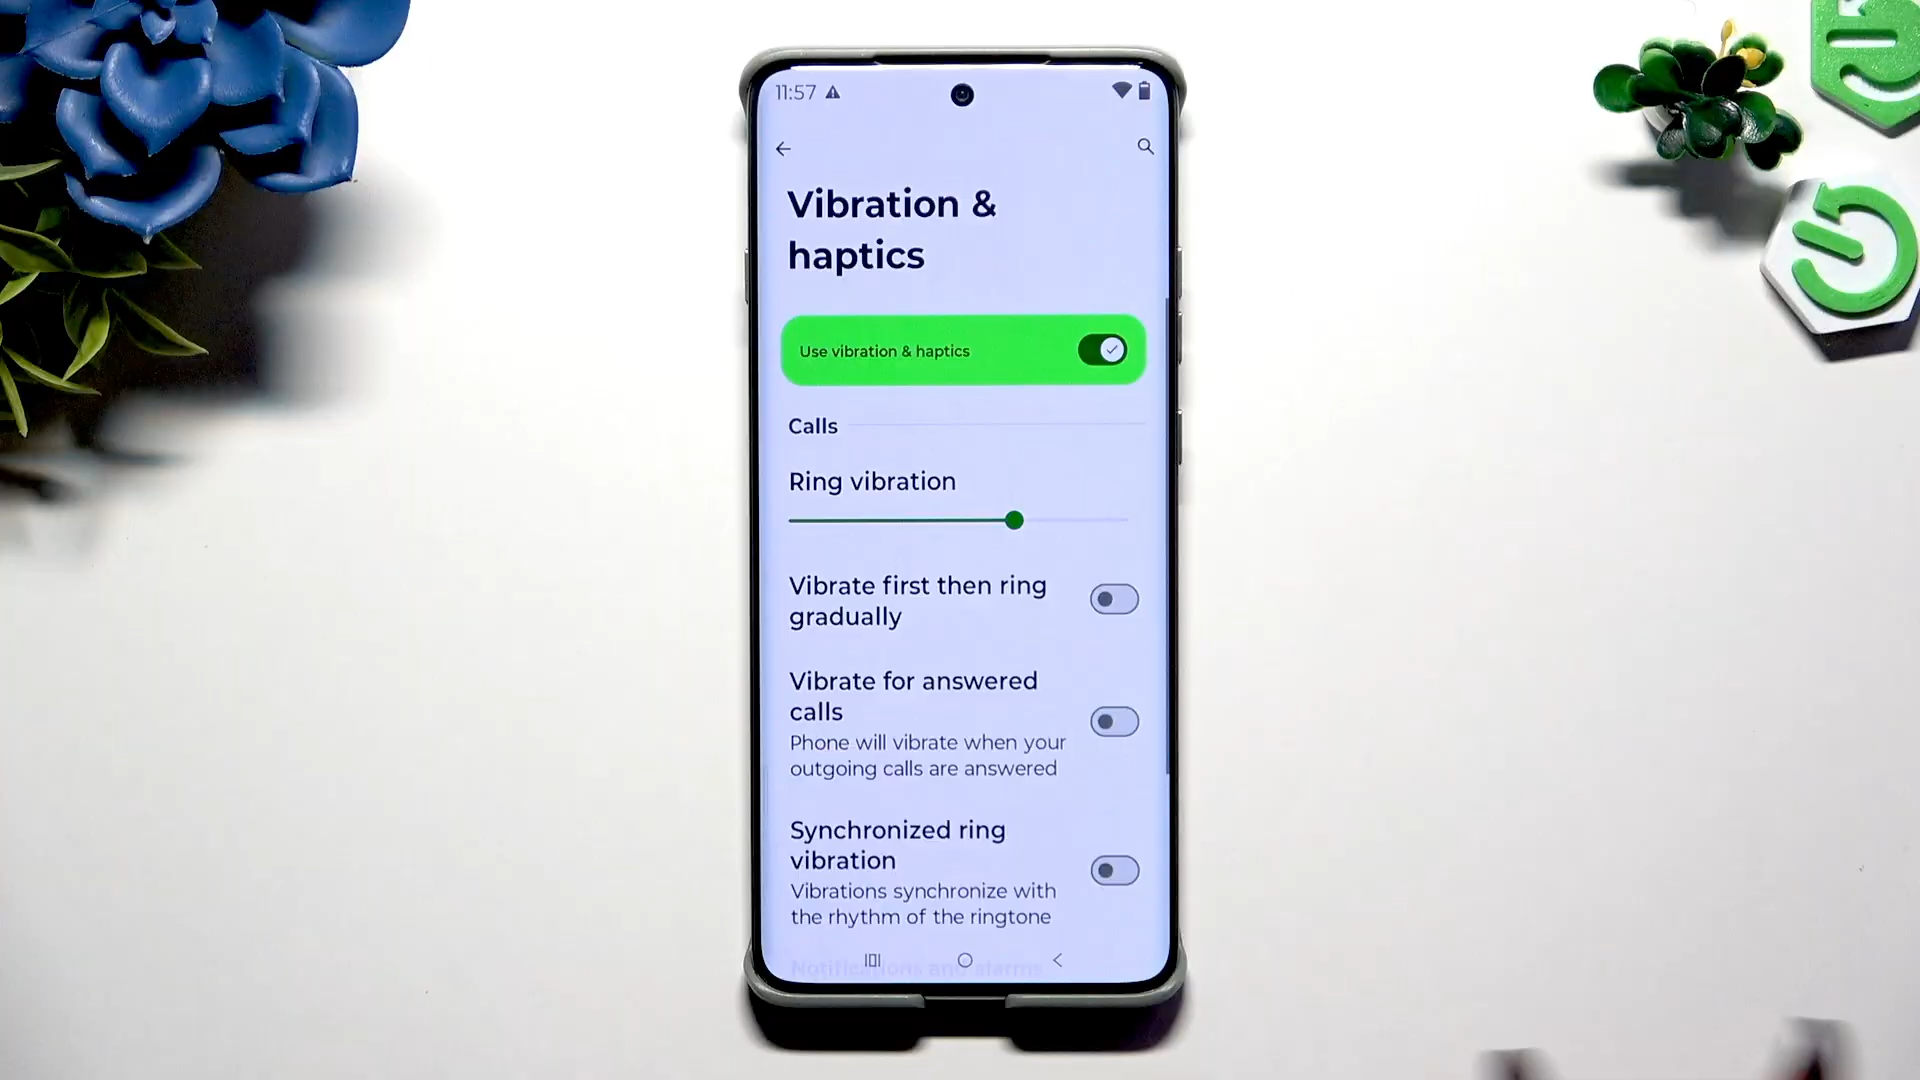 11:57
Vibration &
haptics
Use vibration & haptics
Calls
Ring vibration
Vibrate first then ring
gradually
Vibrate for answered
calls
Phone will vibrate when your
outgoing calls are answered
Synchronized ring
vibration
Vibrations synchronize with
the rhythm of the ringtone
Notifications and alarms